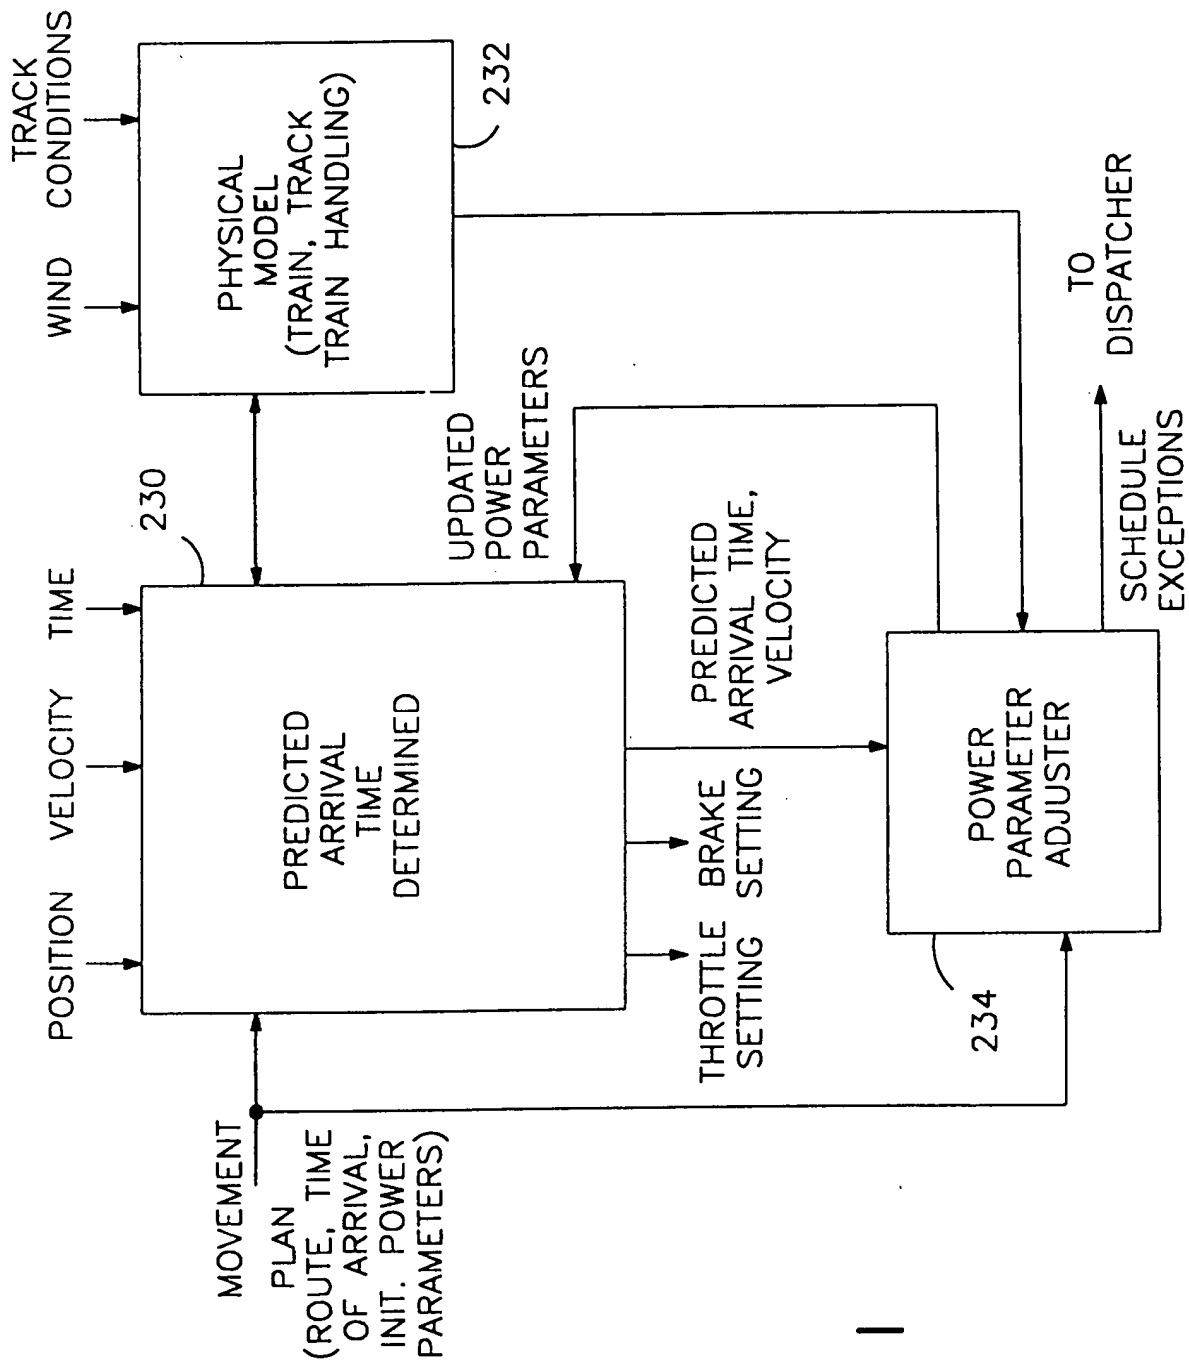 POSITION
VELOCITY
TIME
WIND
TRACK
CONDITIONS
230
PREDICTED
ARRIVAL
TIME
DETERMINED
PHYSICAL
MODEL
(TRAIN, TRACK
TRAIN HANDLING)
232
MOVEMENT
PLAN
(ROUTE, TIME
OF ARRIVAL,
INIT. POWER
PARAMETERS)
UPDATED
POWER
PARAMETERS
THROTTLE
SETTING
BRAKE
SETTING
PREDICTED
ARRIVAL TIME,
VELOCITY
234
POWER
PARAMETER
ADJUSTER
TO
DISPATCHER
SCHEDULE
EXCEPTIONS